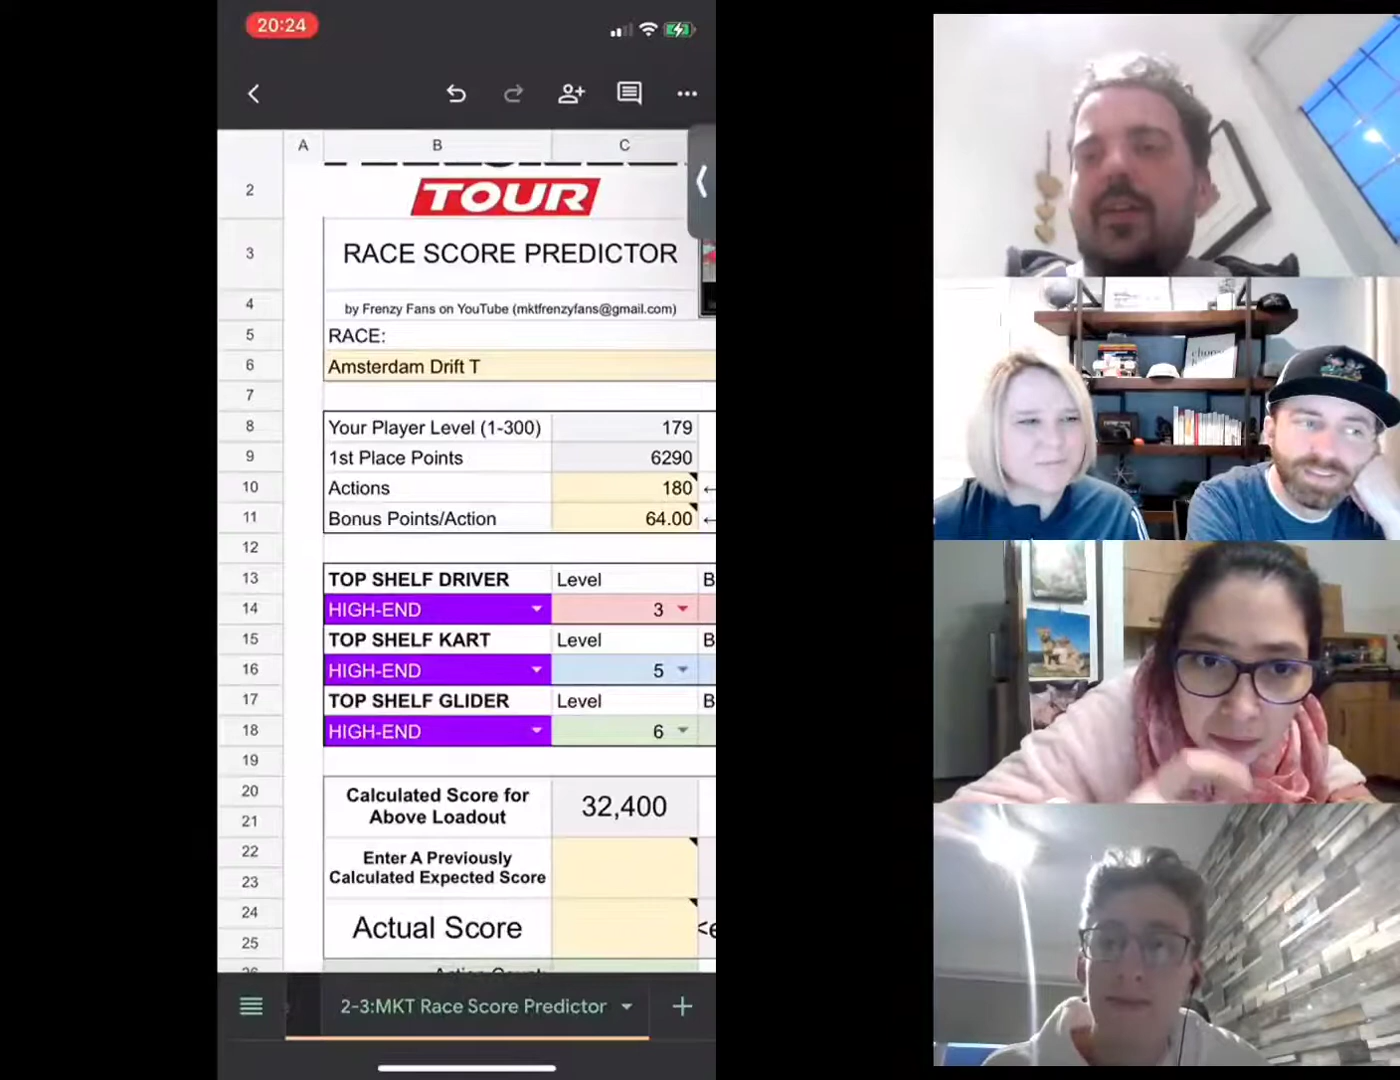 20:24
A B C
2 TOUR
3 RACE SCORE PREDICTOR
4 by Frenzy Fans on YouTube (mktfrenzyfans@gmail.com)
5 RACE:
6 Amsterdam Drift T
7
8 Your Player Level (1-300) 179
9 1st Place Points 6290
10 Actions 180 ←
11 Bonus Points/Action 64.00 ←
12
13 TOP SHELF DRIVER Level B
14 HIGH-END 3
15 TOP SHELF KART Level B
16 HIGH-END 5
17 TOP SHELF GLIDER Level B
18 HIGH-END 6
19
20 Calculated Score for
21 Above Loadout 32,400
22 Enter A Previously
23 Calculated Expected Score
24 Actual Score <e
25
2-3:MKT Race Score Predictor